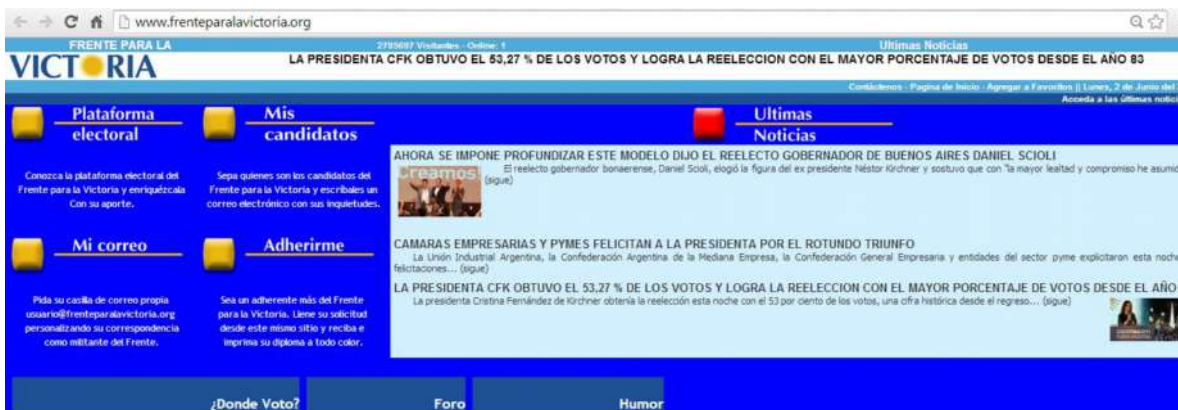 www.frenteparalavictoria.org
FRENTE PARA LA
VICTORIA
2785697 Visitantes - Online: 1
Ultimas Noticias
LA PRESIDENTA CFK OBTUVO EL 53,27 % DE LOS VOTOS Y LOGRA LA REELECCION CON EL MAYOR PORCENTAJE DE VOTOS DESDE EL AÑO 83
Contáctenos - Pagina de Inicio - Agregar a Favoritos || Lunes, 2 de Junio del
Acceda a las últimas notici
Plataforma
electoral
Conozca la plataforma electoral del
Frente para la Victoria y enriquézcala
Con su aporte.
Mis
candidatos
Sepa quienes son los candidatos del
Frente para la Victoria y escríbales un
correo electrónico con sus inquietudes.
Mi correo
Pida su casilla de correo propia
usuario@frenteparalavictoria.org
personalizando su correspondencia
como militante del Frente.
Adherirme
Sea un adherente más del Frente
para la Victoria. Llene su solicitud
desde este mismo sitio y reciba e
imprima su diploma a todo color.
Ultimas
Noticias
AHORA SE IMPONE PROFUNDIZAR ESTE MODELO DIJO EL REELECTO GOBERNADOR DE BUENOS AIRES DANIEL SCIOLI
Creamos
El reelecto gobernador bonaerense, Daniel Scioli, elogió la figura del ex presidente Néstor Kirchner y sostuvo que con "la mayor lealtad y compromiso he asumid
(sigue)
CAMARAS EMPRESARIAS Y PYMES FELICITAN A LA PRESIDENTA POR EL ROTUNDO TRIUNFO
La Unión Industrial Argentina, la Confederación Argentina de la Mediana Empresa, la Confederación General Empresaria y entidades del sector pyme explicitaron esta noche
felicitaciones... (sigue)
LA PRESIDENTA CFK OBTUVO EL 53,27 % DE LOS VOTOS Y LOGRA LA REELECCION CON EL MAYOR PORCENTAJE DE VOTOS DESDE EL AÑO
La presidenta Cristina Fernández de Kirchner obtenía la reelección esta noche con el 53 por ciento de los votos, una cifra histórica desde el regreso... (sigue)
¿Donde Voto?
Foro
Humor